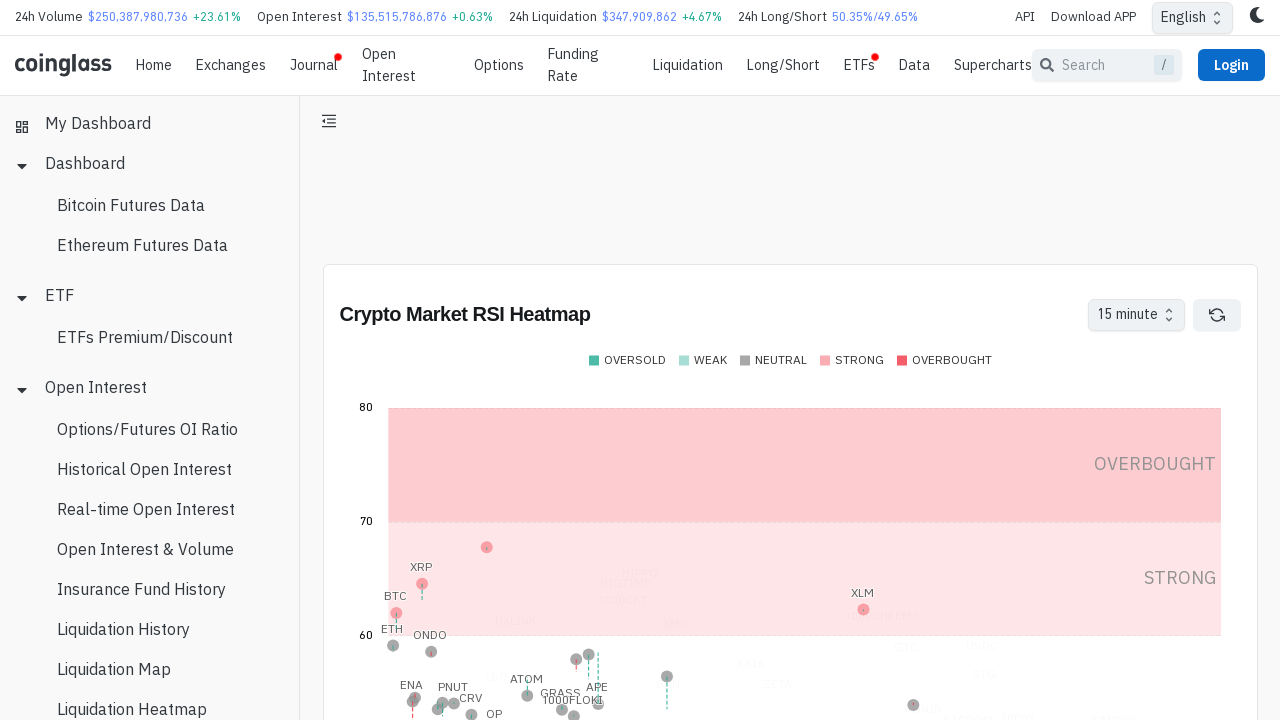 24h Volume $250,387,980,736 +23.61% Open Interest $135,515,786,876 +0.63% 24h Liquidation $347,909,862 +4.67% 24h Long/Short 50.35%/49.65% API Download APP English
coinglass Home Exchanges Journal Open Interest Options Funding Rate Liquidation Long/Short ETFs Data Supercharts Search / Login
My Dashboard
Dashboard
Bitcoin Futures Data
Ethereum Futures Data
ETF
ETFs Premium/Discount
Open Interest
Options/Futures OI Ratio
Historical Open Interest
Real-time Open Interest
Open Interest & Volume
Insurance Fund History
Liquidation History
Liquidation Map
Liquidation Heatmap
Crypto Market RSI Heatmap 15 minute
OVERSOLD WEAK NEUTRAL STRONG OVERBOUGHT
80
OVERBOUGHT
70
XRP
STRONG
BTC
XLM
ETH ONDO
60
ATOM
ENA PNUT GRASS APE
CRV 1000FLOKI
OP